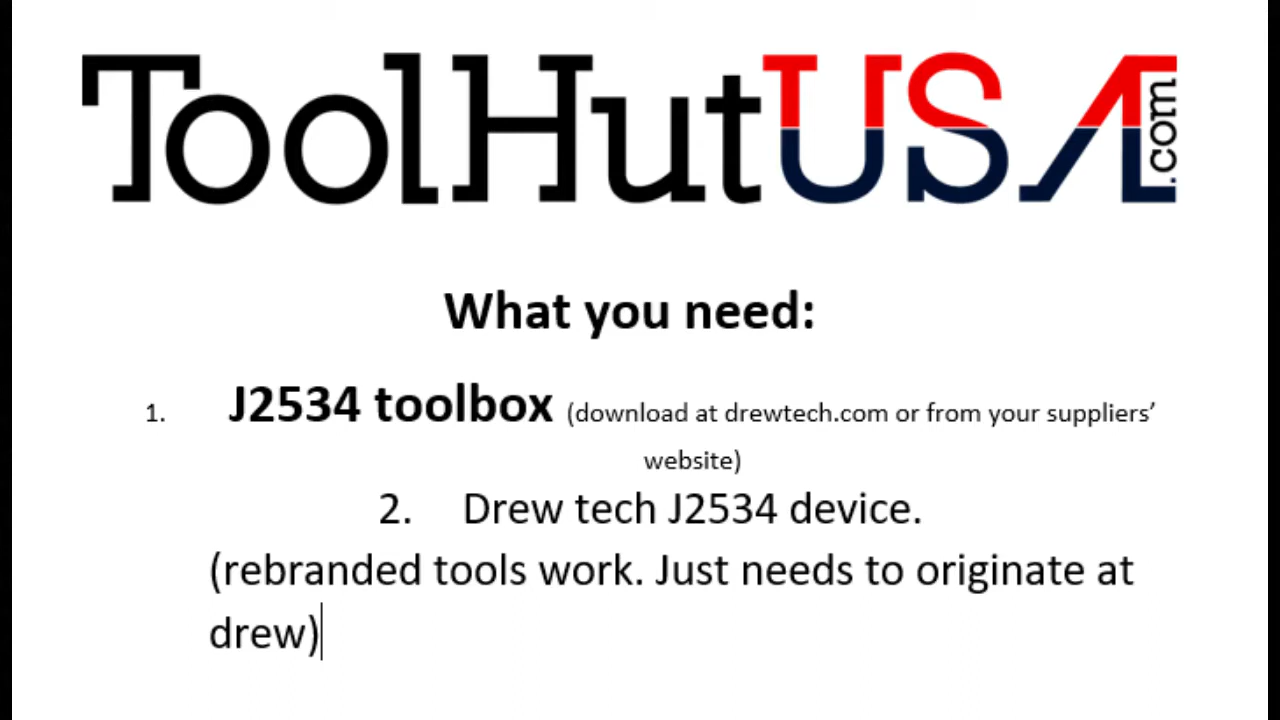 ToolHutUSA.com
What you need:
1. J2534 toolbox (download at drewtech.com or from your suppliers’
website)
2. Drew tech J2534 device.
(rebranded tools work. Just needs to originate at
drew)